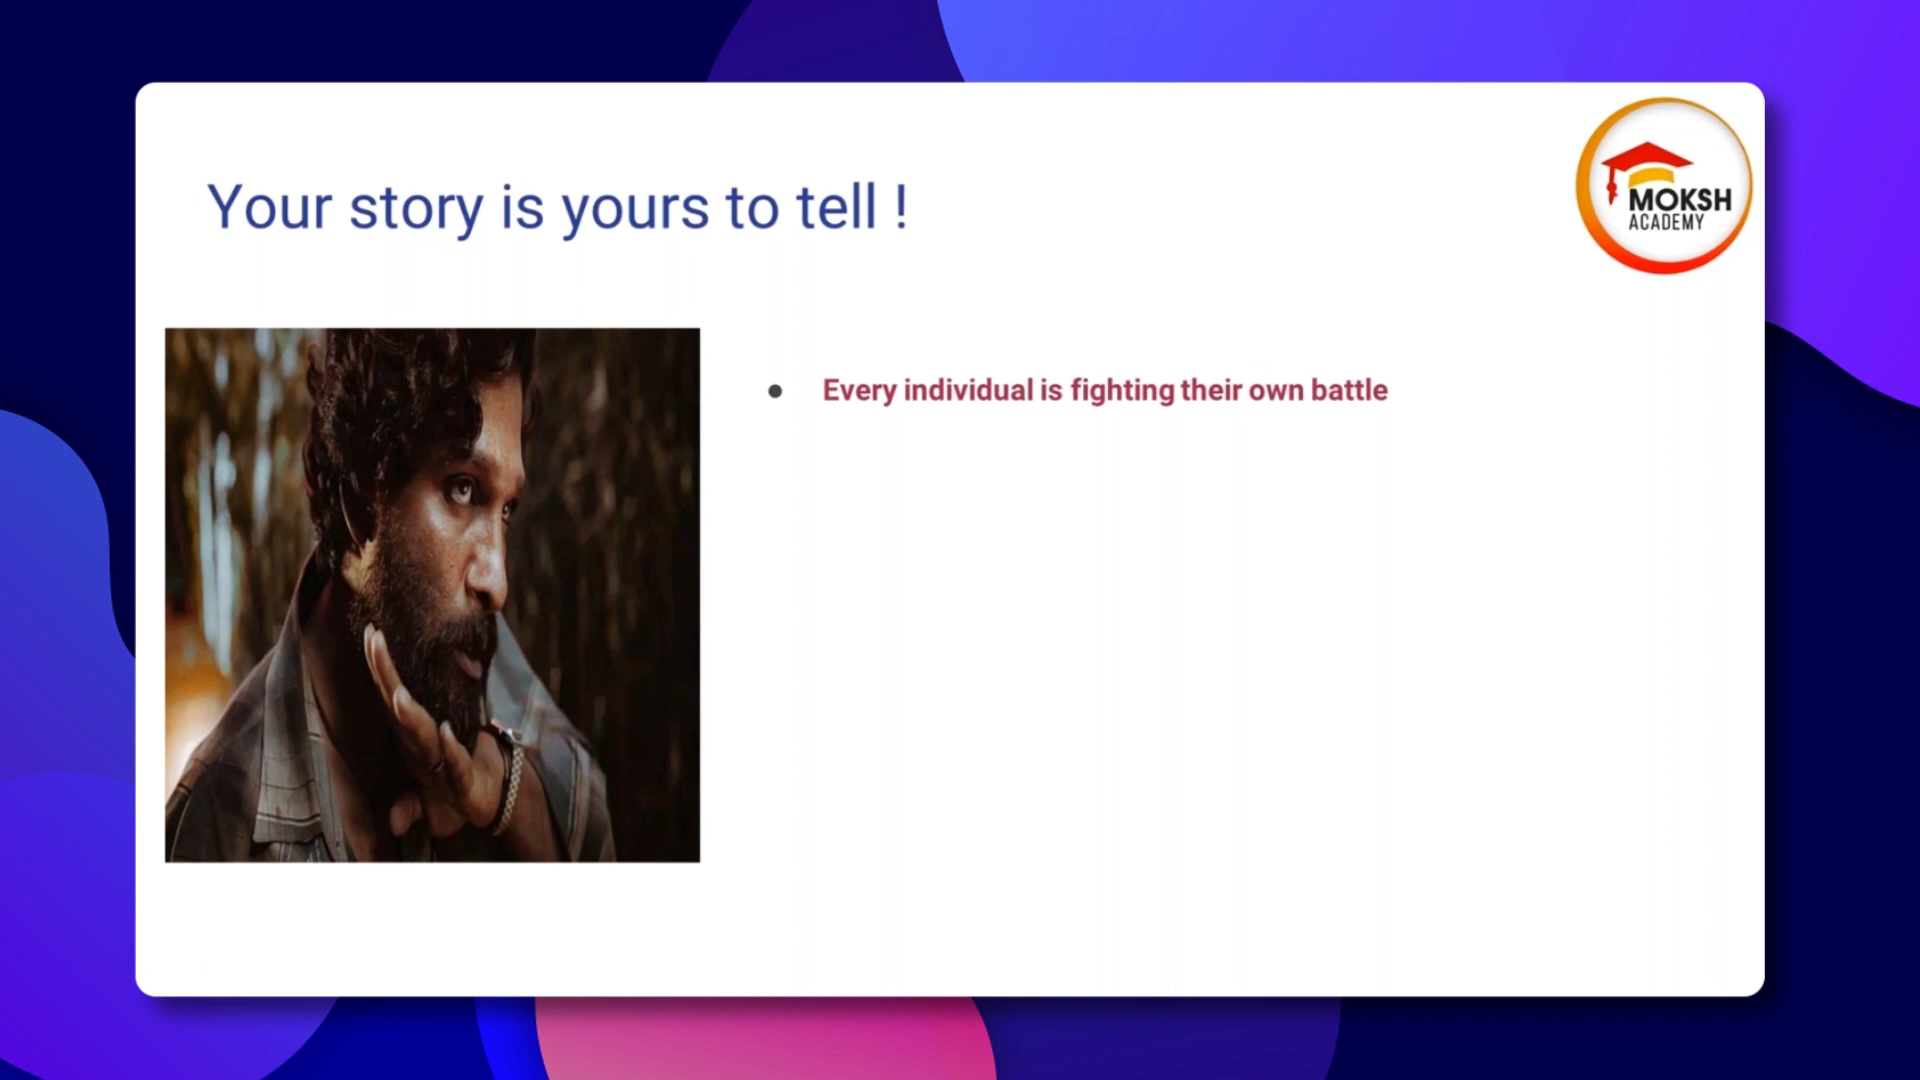 Your story is yours to tell !
MOKSH
ACADEMY
Every individual is fighting their own battle